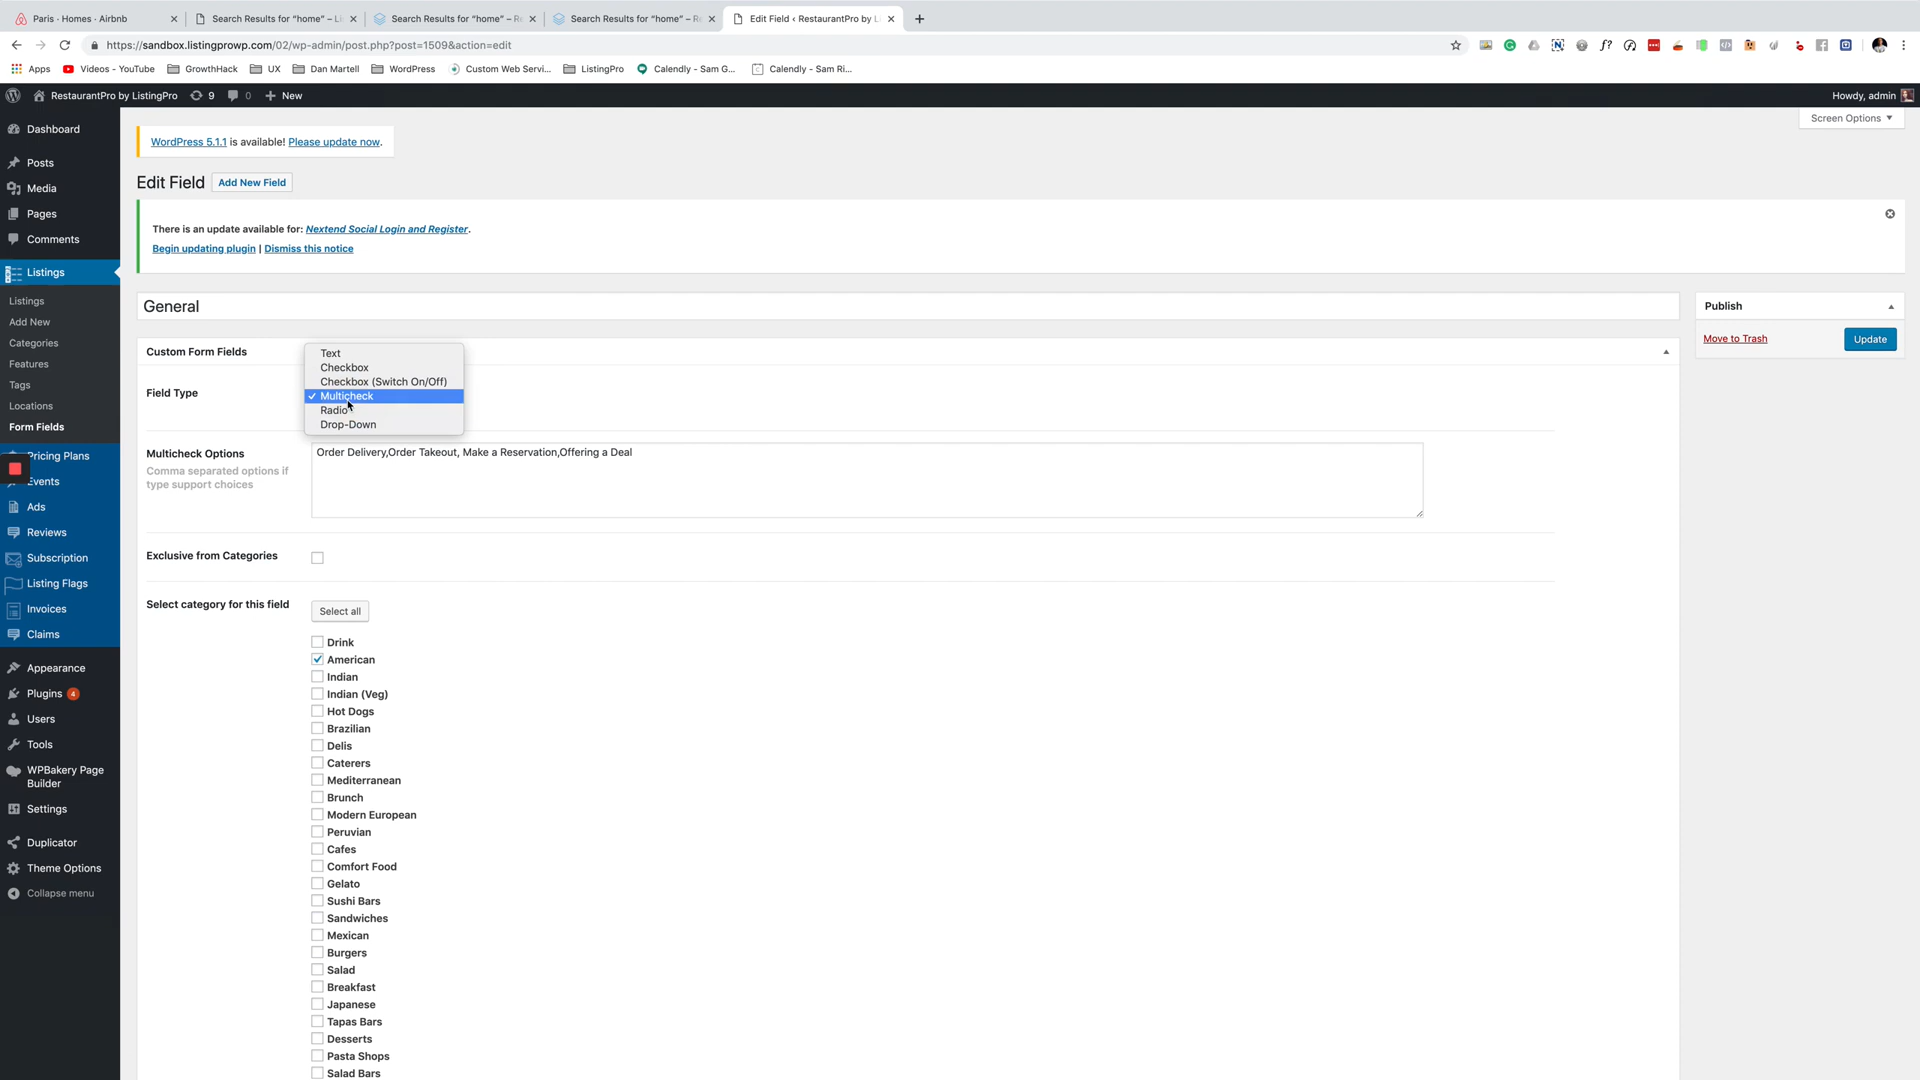 Paris · Homes · Airbnb
Search Results for “home” – Li
Search Results for “home” – Re
Search Results for “home” – Re
Edit Field ‹ RestaurantPro by Li
https://sandbox.listingprowp.com/02/wp-admin/post.php?post=1509&action=edit
Apps
Videos - YouTube
GrowthHack
UX
Dan Martell
WordPress
Custom Web Servi...
ListingPro
Calendly - Sam G...
Calendly - Sam Ri...
RestaurantPro by ListingPro
9
0
New
Howdy, admin
Screen Options
WordPress 5.1.1 is available! Please update now.
Edit Field
Add New Field
There is an update available for: Nextend Social Login and Register.
Begin updating plugin | Dismiss this notice
Dashboard
Posts
Media
Pages
Comments
Listings
Listings
Add New
Categories
Features
Tags
Locations
Form Fields
Pricing Plans
Events
Ads
Reviews
Subscription
Listing Flags
Invoices
Claims
Appearance
Plugins 4
Users
Tools
WPBakery Page
Builder
Settings
Duplicator
Theme Options
Collapse menu
General
Custom Form Fields
Field Type
Text
Checkbox
Checkbox (Switch On/Off)
Multicheck
Radio
Drop-Down
Multicheck Options
Comma separated options if
type support choices
Order Delivery,Order Takeout, Make a Reservation,Offering a Deal
Exclusive from Categories
Select category for this field
Select all
Drink
American
Indian
Indian (Veg)
Hot Dogs
Brazilian
Delis
Caterers
Mediterranean
Brunch
Modern European
Peruvian
Cafes
Comfort Food
Gelato
Sushi Bars
Sandwiches
Mexican
Burgers
Salad
Breakfast
Japanese
Tapas Bars
Desserts
Pasta Shops
Salad Bars
Publish
Move to Trash
Update